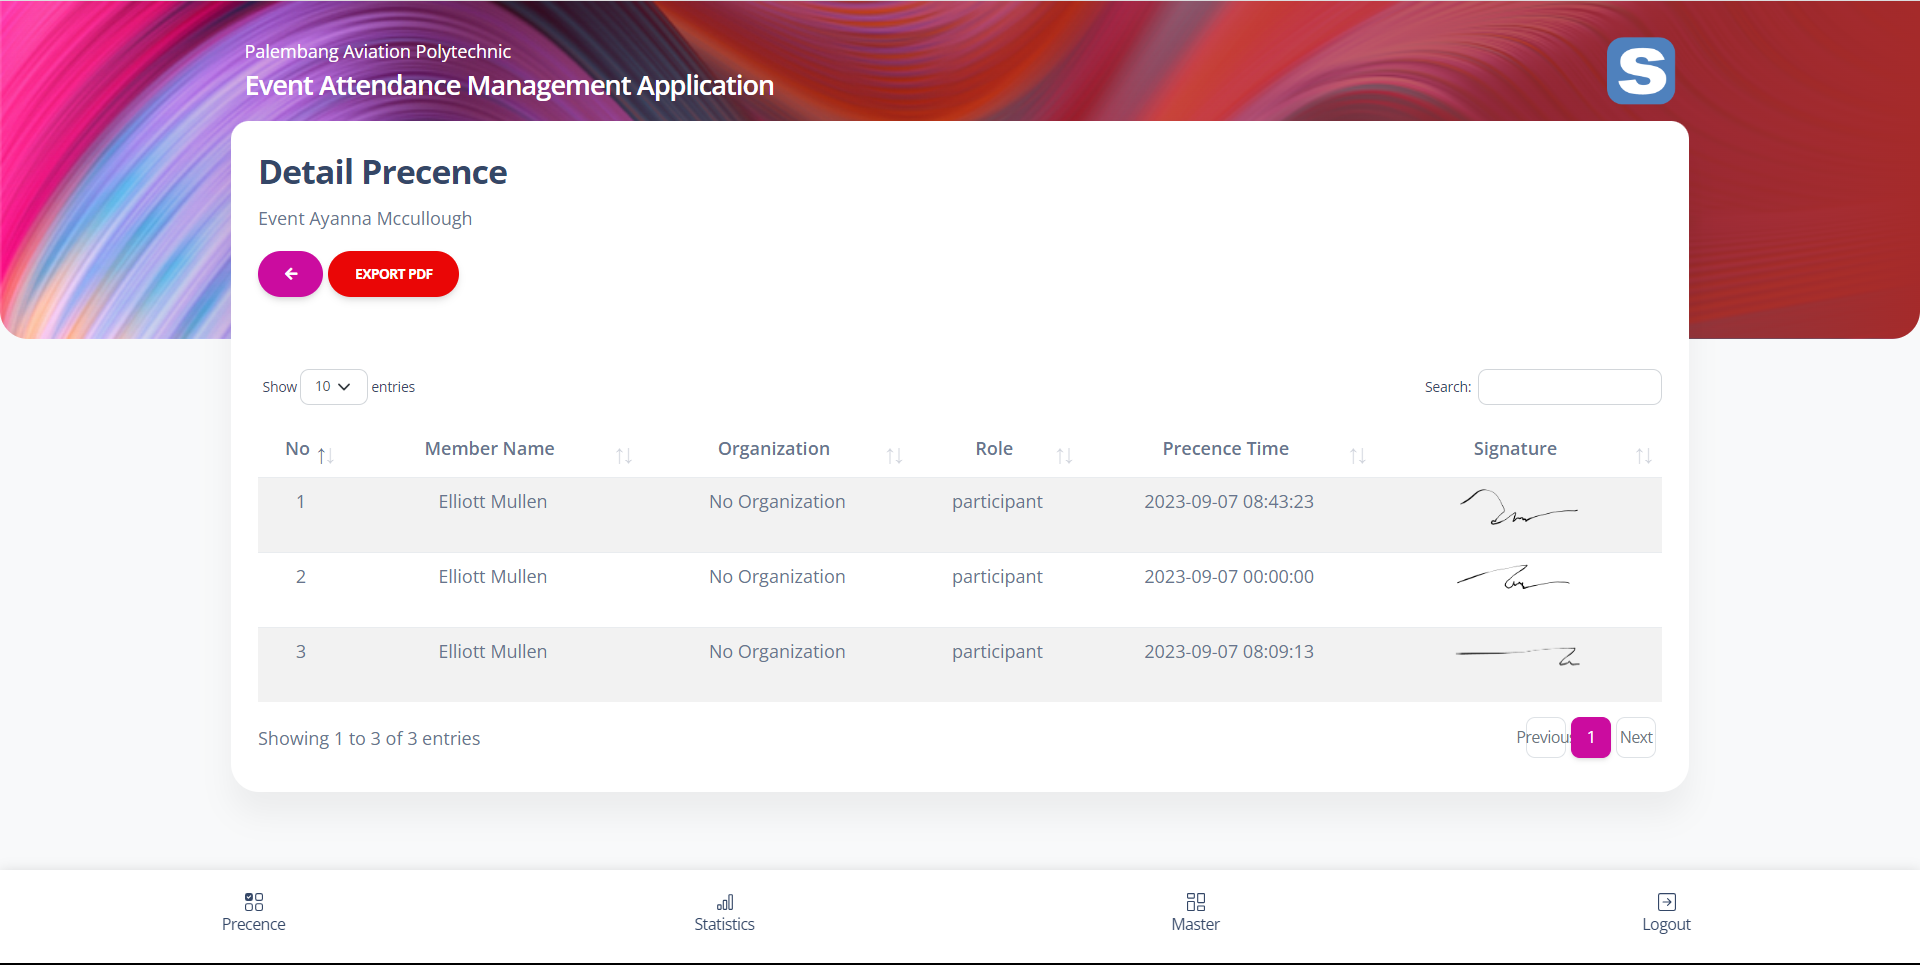 Palembang Aviation Polytechnic
Event Attendance Management Application
S
Detail Precence
Event Ayanna Mccullough
EXPORT PDF
Show 10 entries
Search:
No Member Name Organization Role Precence Time Signature
1 Elliott Mullen No Organization participant 2023-09-07 08:43:23
2 Elliott Mullen No Organization participant 2023-09-07 00:00:00
3 Elliott Mullen No Organization participant 2023-09-07 08:09:13
Showing 1 to 3 of 3 entries
Previous 1 Next
Precence Statistics Master Logout